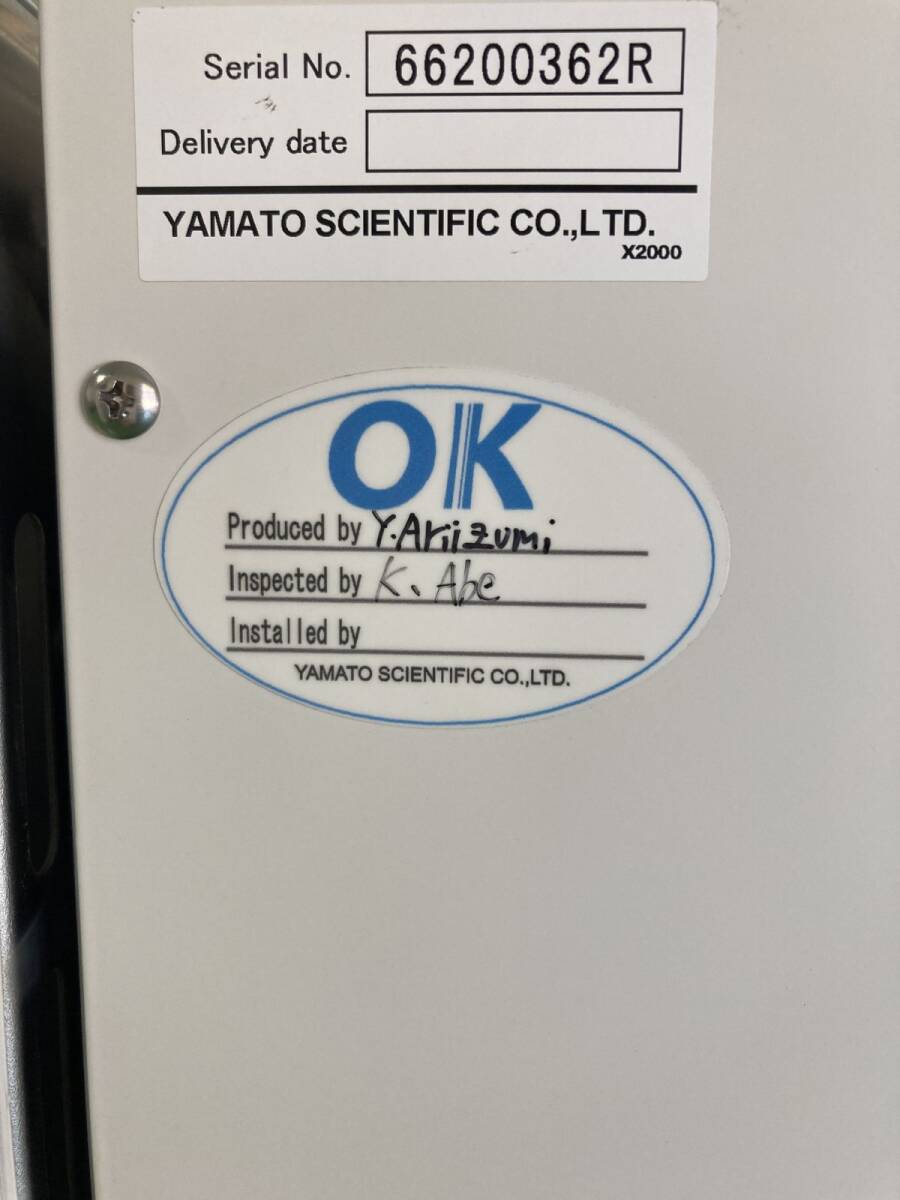 Serial No. 66200362R
Delivery date
YAMATO SCIENTIFIC CO.,LTD.
X2000
OK
Produced by Y.Ariizumi
Inspected by K. Abe
Installed by
YAMATO SCIENTIFIC CO.,LTD.